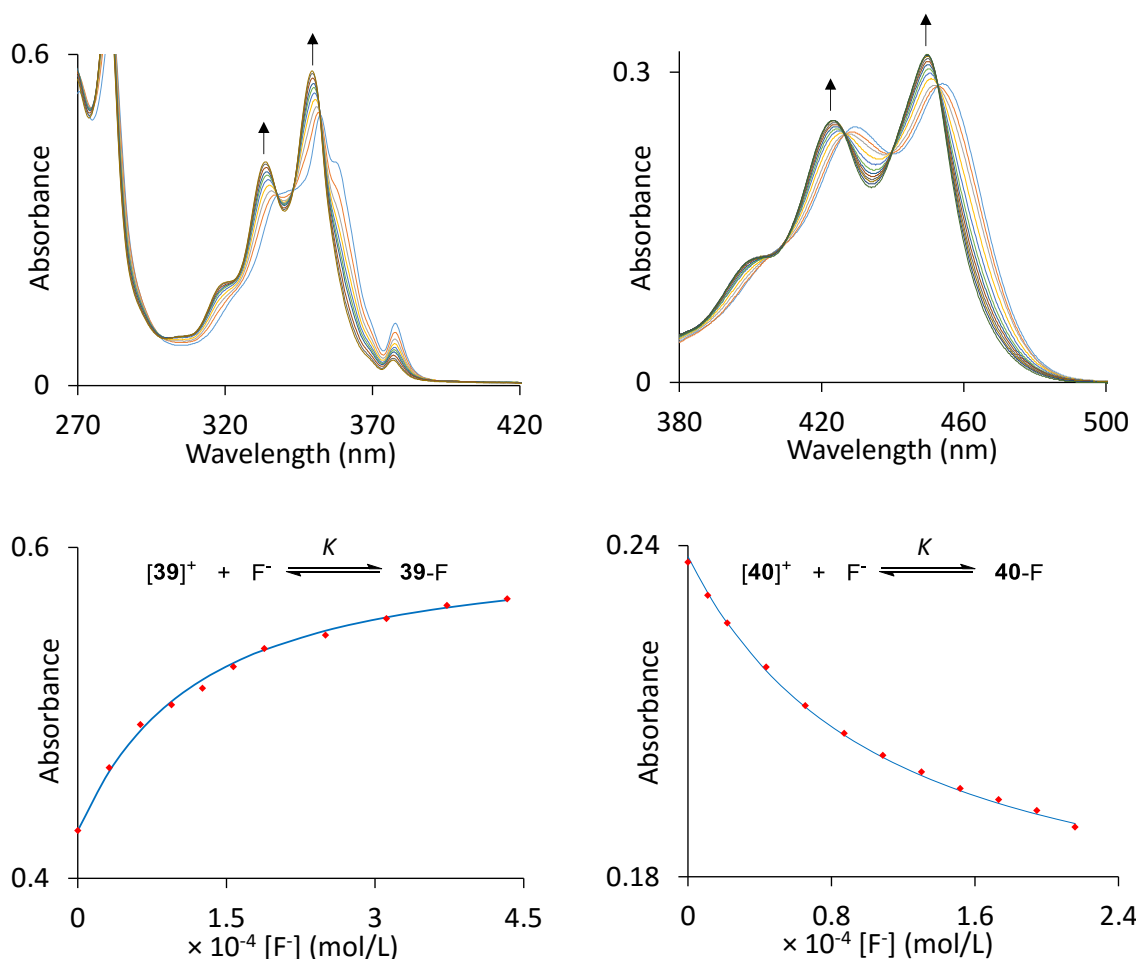 0.6
Absorbance
0
270 320 370 420
Wavelength (nm)
0.3
Absorbance
0
380 420 460 500
Wavelength (nm)
0.6
K
[39]⁺ + F⁻ ⇌ 39-F
Absorbance
0.4
0 1.5 3 4.5
× 10⁻⁴ [F⁻] (mol/L)
0.24
K
[40]⁺ + F⁻ ⇌ 40-F
Absorbance
0.18
0 0.8 1.6 2.4
× 10⁻⁴ [F⁻] (mol/L)